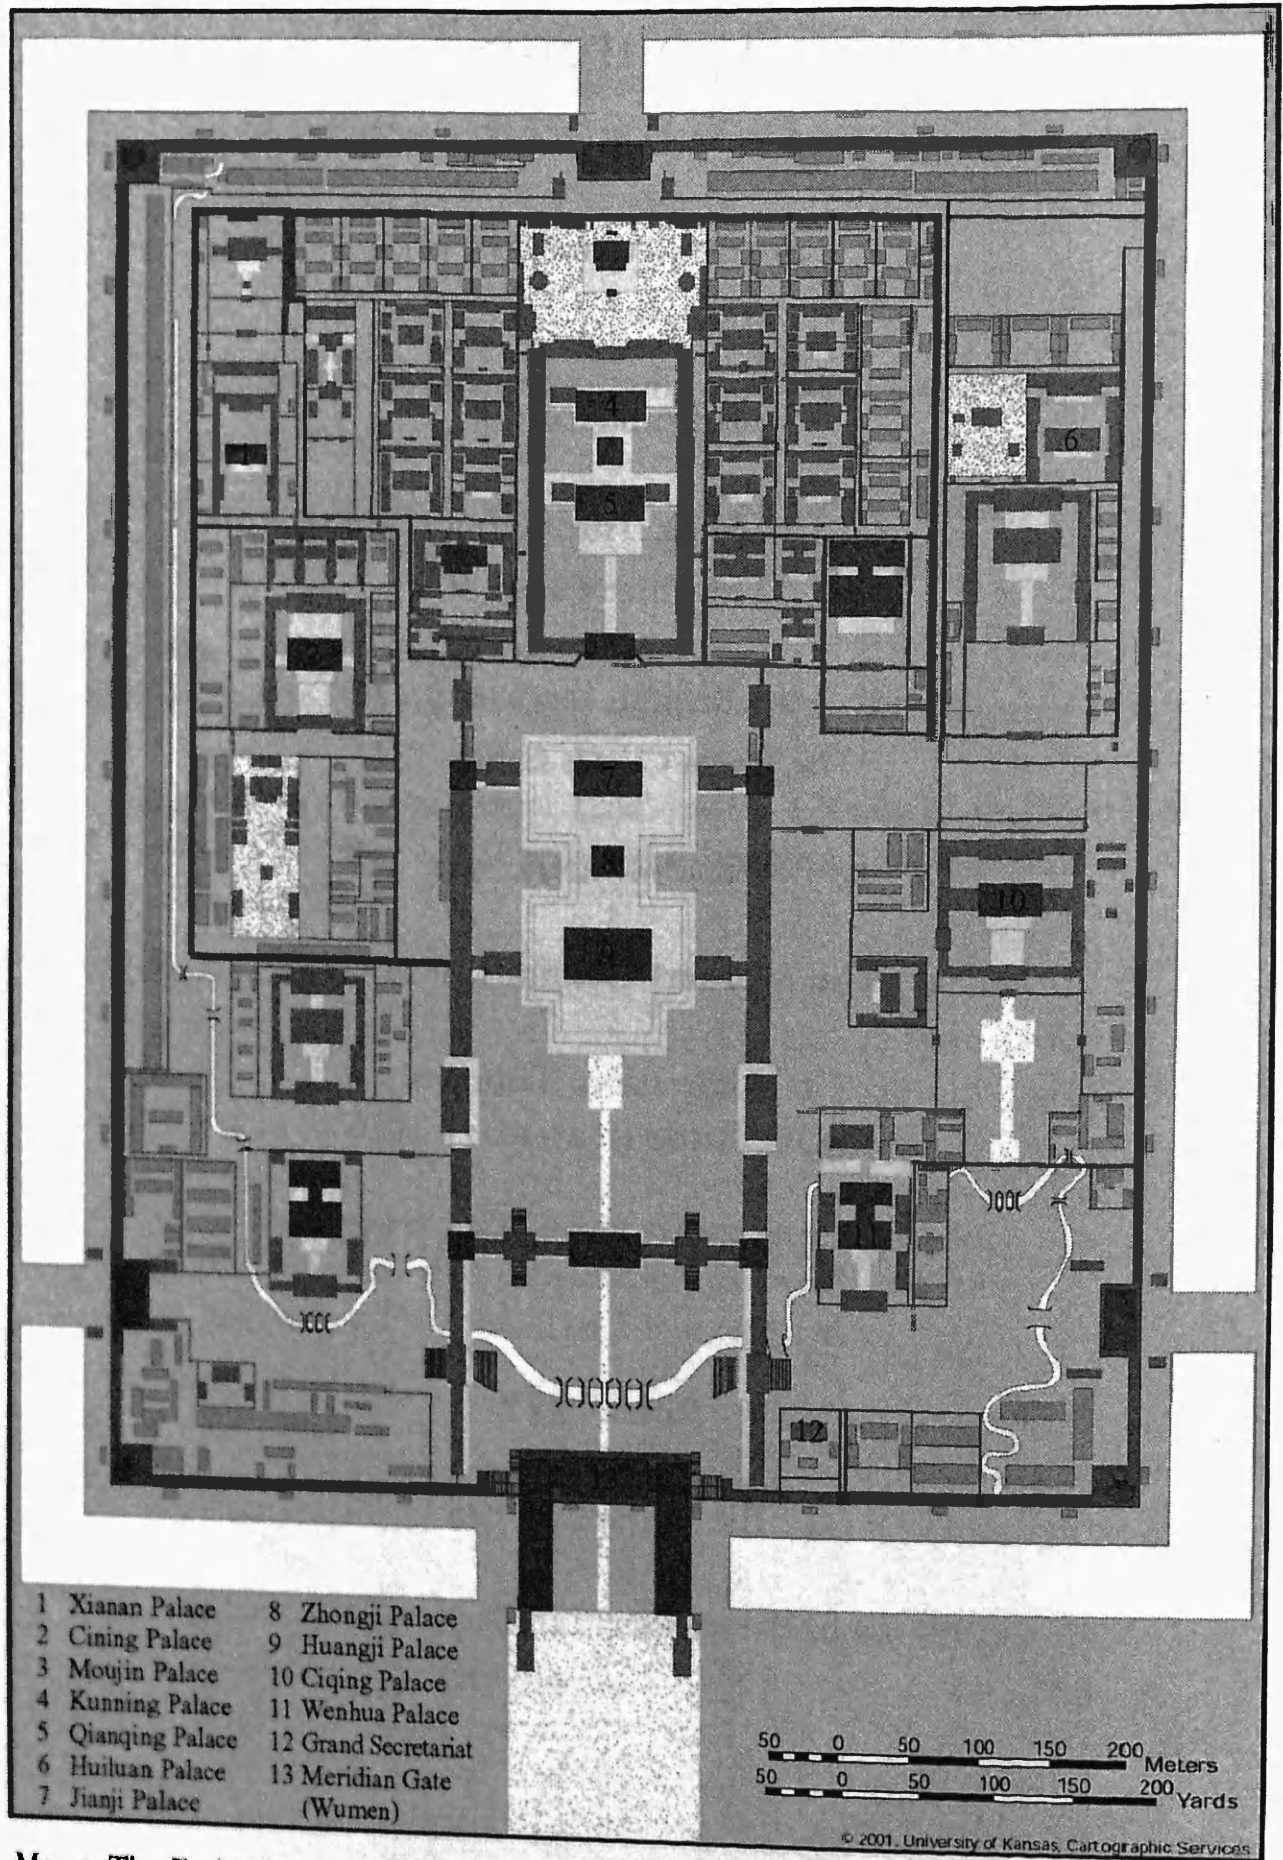 4
1
6
5
7
8
9
10
11
12
1 Xianan Palace
2 Cining Palace
3 Moujin Palace
4 Kunning Palace
5 Qianqing Palace
6 Huiluan Palace
7 Jianji Palace
8 Zhongji Palace
9 Huangji Palace
10 Ciqing Palace
11 Wenhua Palace
12 Grand Secretariat
13 Meridian Gate
(Wumen)
50 0 50 100 150 200 Meters
50 0 50 100 150 200 Yards
© 2001, University of Kansas, Cartographic Services